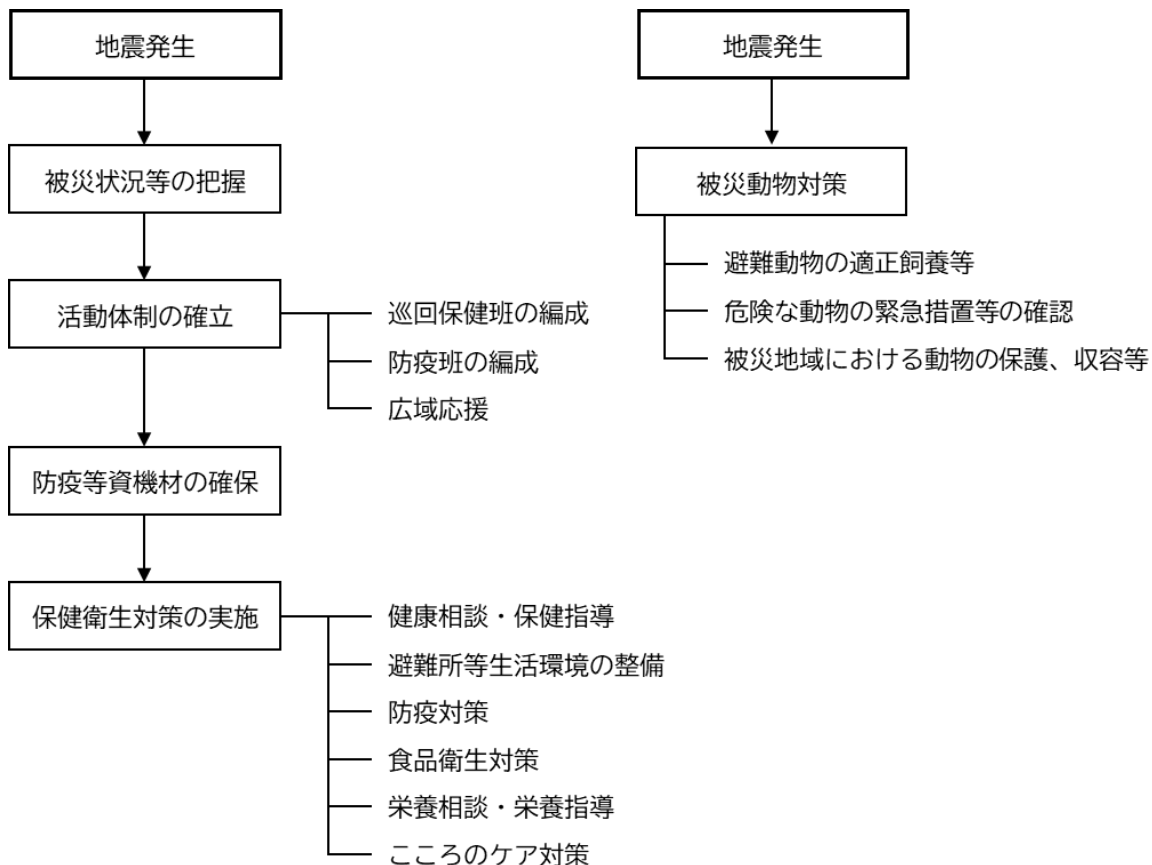 地震発生
被災状況等の把握
活動体制の確立
巡回保健班の編成
防疫班の編成
広域応援
防疫等資機材の確保
保健衛生対策の実施
健康相談・保健指導
避難所等生活環境の整備
防疫対策
食品衛生対策
栄養相談・栄養指導
こころのケア対策
地震発生
被災動物対策
避難動物の適正飼養等
危険な動物の緊急措置等の確認
被災地域における動物の保護、収容等